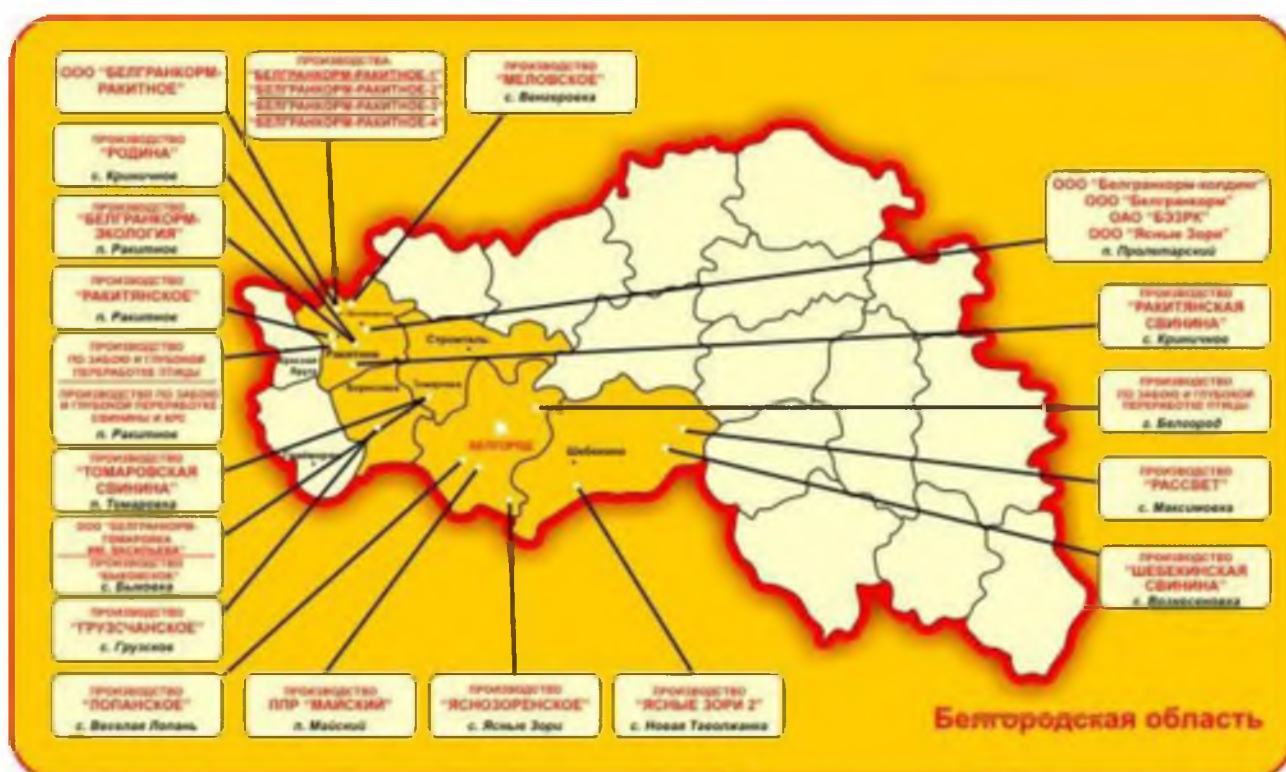 ООО "БЕЛГРАНКОРМ-
РАКИТНОЕ"
ПРОИЗВОДСТВА
"БЕЛГРАНКОРМ-РАКИТНОЕ-1"
"БЕЛГРАНКОРМ-РАКИТНОЕ-2"
"БЕЛГРАНКОРМ-РАКИТНОЕ-3"
"БЕЛГРАНКОРМ-РАКИТНОЕ-4"
ПРОИЗВОДСТВО
"МЕЛОВСКОЕ"
с. Венгеровка
ПРОИЗВОДСТВО
"РОДИНА"
с. Криничное
ПРОИЗВОДСТВО
"БЕЛГРАНКОРМ-
ЭКОЛОГИЯ"
п. Ракитное
ПРОИЗВОДСТВО
"РАКИТЯНСКОЕ"
п. Ракитное
ПРОИЗВОДСТВО
ПО ЗАБОЮ И ГЛУБОКОЙ
ПЕРЕРАБОТКЕ ПТИЦЫ
ПРОИЗВОДСТВО ПО ЗАБОЮ
И ГЛУБОКОЙ ПЕРЕРАБОТКЕ
СВИНИНЫ И КРС
п. Ракитное
ПРОИЗВОДСТВО
"ТОМАРОВСКАЯ
СВИНИНА"
п. Томаровка
ООО "БЕЛГРАНКОРМ-
ТОМАРОВКА
ИМ. ВАСИЛЬЕВА"
ПРОИЗВОДСТВО
"БЫКОВСКОЕ"
с. Быковка
ПРОИЗВОДСТВО
"ГРУЗСЧАНСКОЕ"
с. Грузское
ПРОИЗВОДСТВО
"ЛОПАНСКОЕ"
с. Веселая Лопань
ПРОИЗВОДСТВО
ППР "МАЙСКИЙ"
п. Майский
ПРОИЗВОДСТВО
"ЯСНОЗОРЕНСКОЕ"
с. Ясные Зори
ПРОИЗВОДСТВО
"ЯСНЫЕ ЗОРИ 2"
с. Новая Таволжанка
ООО "Белгранкорм-холдинг"
ООО "Белгранкорм"
ОАО "БЭЗРК"
ООО "Ясные Зори"
п. Пролетарский
ПРОИЗВОДСТВО
"РАКИТЯНСКАЯ
СВИНИНА"
с. Криничное
ПРОИЗВОДСТВО
ПО ЗАБОЮ И ГЛУБОКОЙ
ПЕРЕРАБОТКЕ ПТИЦЫ
г. Белгород
ПРОИЗВОДСТВО
"РАССВЕТ"
с. Максимовка
ПРОИЗВОДСТВО
"ШЕБЕКИНСКАЯ
СВИНИНА"
с. Вознесеновка
Ракитное
Строитель
Красная
Яруга
Борисовка
Томаровка
БЕЛГОРОД
Шебекино
Белгородская область